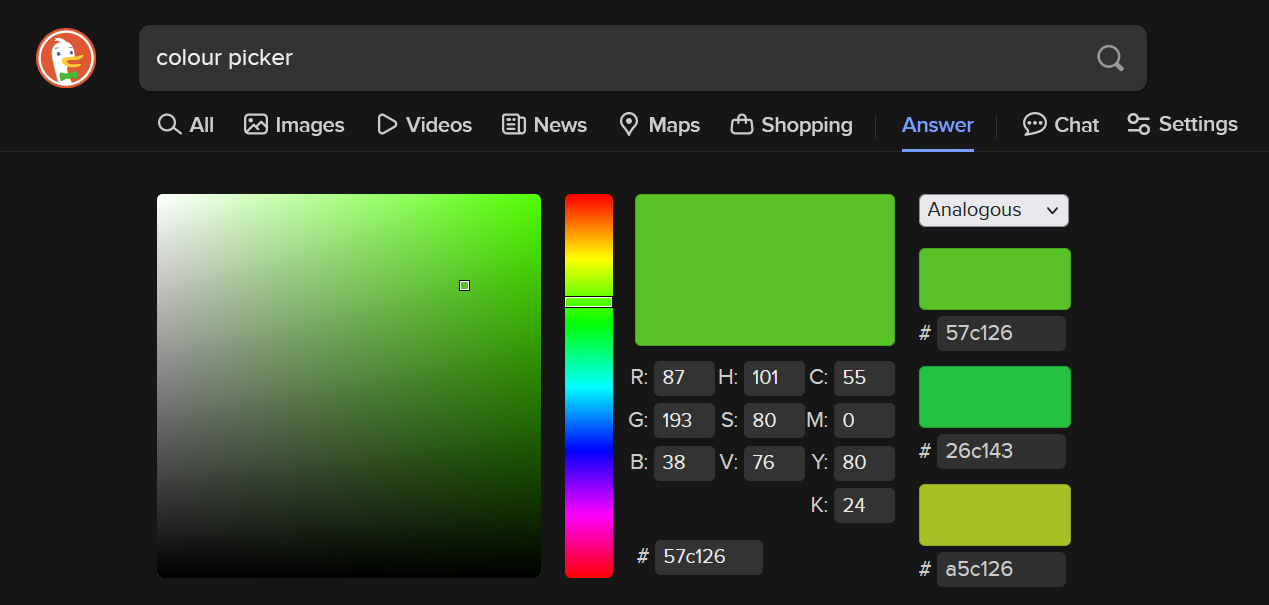 colour picker
All Images Videos News Maps Shopping Answer Chat Settings
Analogous
R: 87 H: 101 C: 55
G: 193 S: 80 M: 0
B: 38 V: 76 Y: 80
K: 24
# 57c126
# 57c126
# 26c143
# a5c126